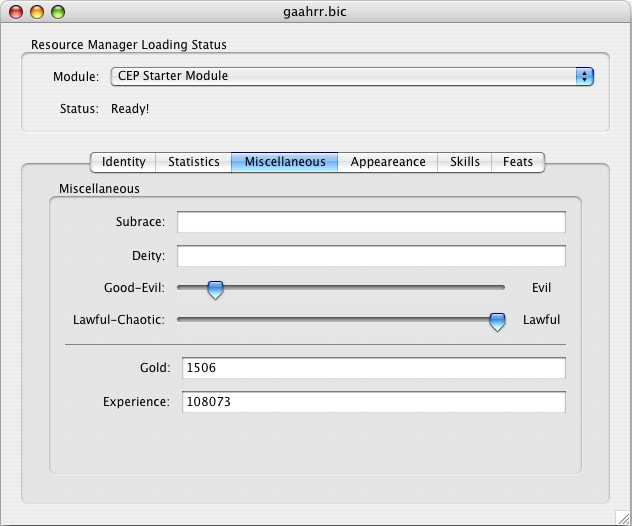 gaahrr.bic
Resource Manager Loading Status
Module: CEP Starter Module
Status: Ready!
Identity Statistics Miscellaneous Appeareance Skills Feats
Miscellaneous
Subrace:
Deity:
Good-Evil: Evil
Lawful-Chaotic: Lawful
Gold: 1506
Experience: 108073